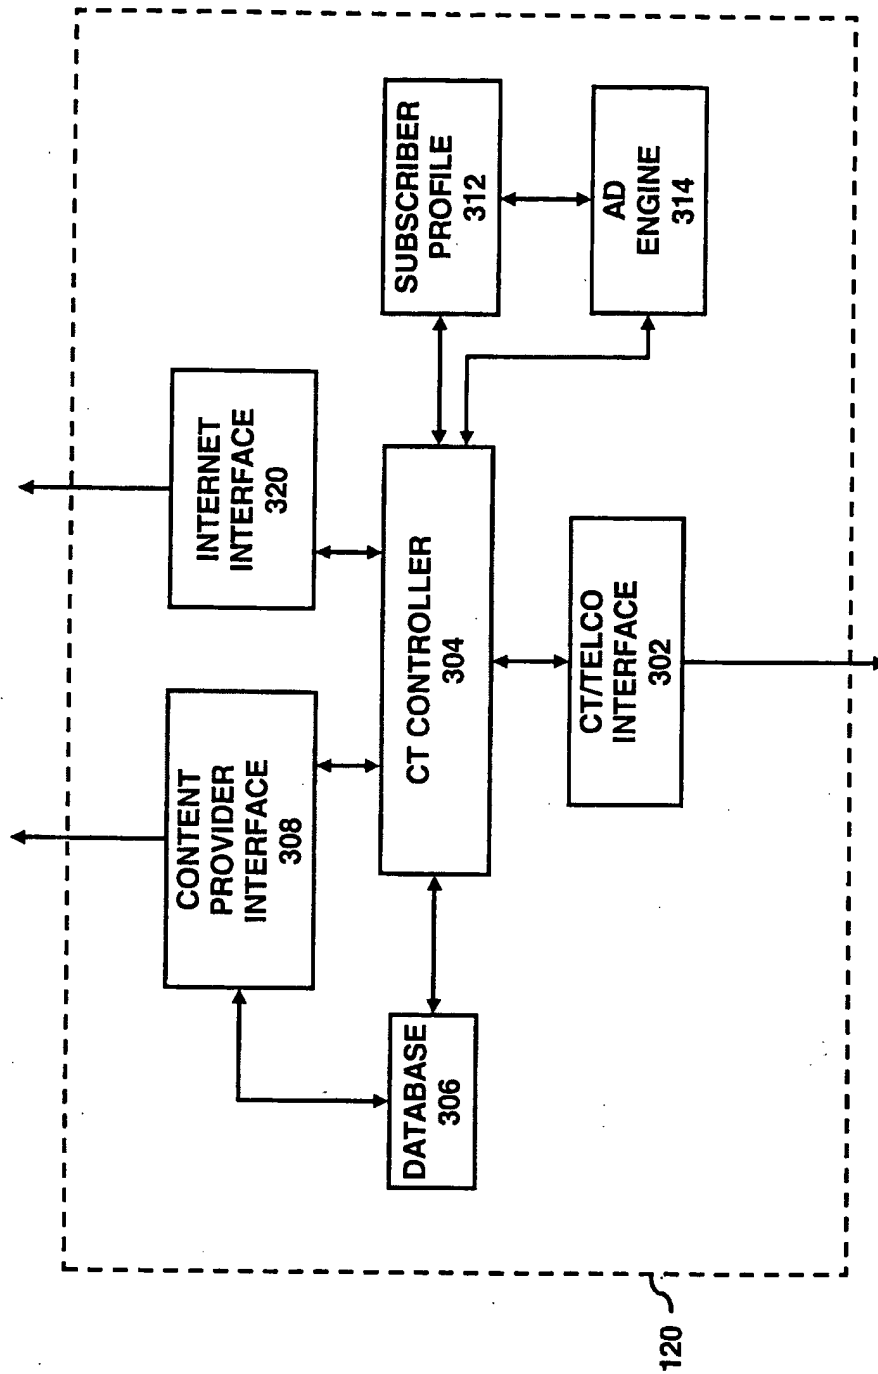 CONTENT
PROVIDER
INTERFACE
308
INTERNET
INTERFACE
320
DATABASE
306
CT CONTROLLER
304
SUBSCRIBER
PROFILE
312
CT/TELCO
INTERFACE
302
AD
ENGINE
314
120